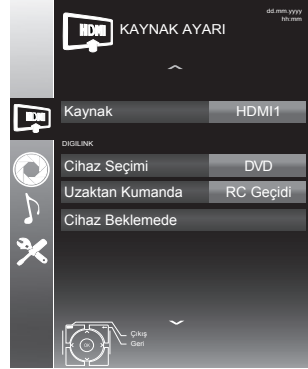 HDMI
KAYNAK AYARI
dd.mm.yyyy
hh:mm
HDMI
Kaynak HDMI1
DIGILINK
Cihaz Seçimi DVD
Uzaktan Kumanda RC Geçidi
Cihaz Beklemede
Çıkış
OK
Geri